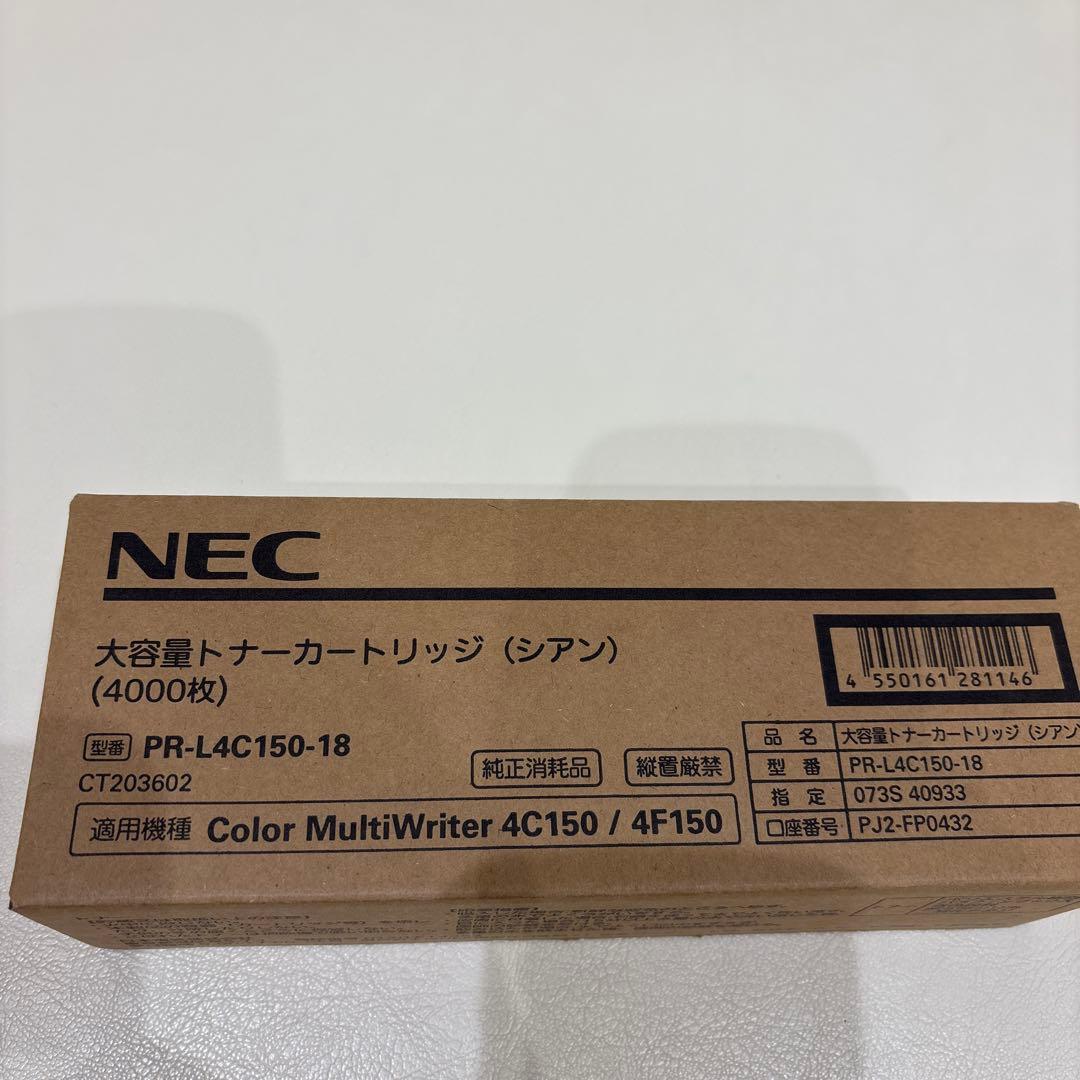 NEC
大容量トナーカートリッジ（シアン）
(4000枚)
型番 PR-L4C150-18
CT203602
純正消耗品 縦置厳禁
適用機種 Color MultiWriter 4C150 / 4F150
4 550161 281146
品 名 大容量トナーカートリッジ（シアン）
型 番 PR-L4C150-18
指 定 073S 40933
口座番号 PJ2-FP0432